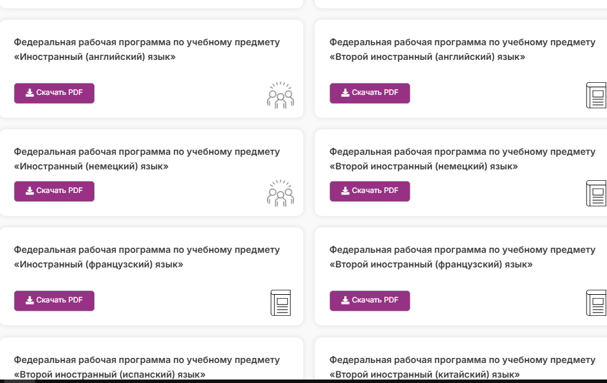 Федеральная рабочая программа по учебному предмету
«Иностранный (английский) язык»
Скачать PDF
Федеральная рабочая программа по учебному предмету
«Второй иностранный (английский) язык»
Скачать PDF
Федеральная рабочая программа по учебному предмету
«Иностранный (немецкий) язык»
Скачать PDF
Федеральная рабочая программа по учебному предмету
«Второй иностранный (немецкий) язык»
Скачать PDF
Федеральная рабочая программа по учебному предмету
«Иностранный (французский) язык»
Скачать PDF
Федеральная рабочая программа по учебному предмету
«Второй иностранный (французский) язык»
Скачать PDF
Федеральная рабочая программа по учебному предмету
«Второй иностранный (испанский) язык»
Федеральная рабочая программа по учебному предмету
«Второй иностранный (китайский) язык»